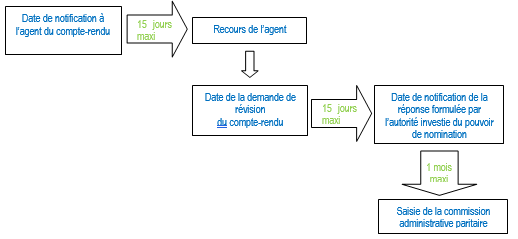 Date de notification à
l'agent du compte-rendu
15 jours
maxi
Recours de l'agent
Date de la demande de
révision
du compte-rendu
15 jours
maxi
Date de notification de la
réponse formulée par
l'autorité investie du pouvoir
de nomination
1 mois
maxi
Saisie de la commission
administrative paritaire